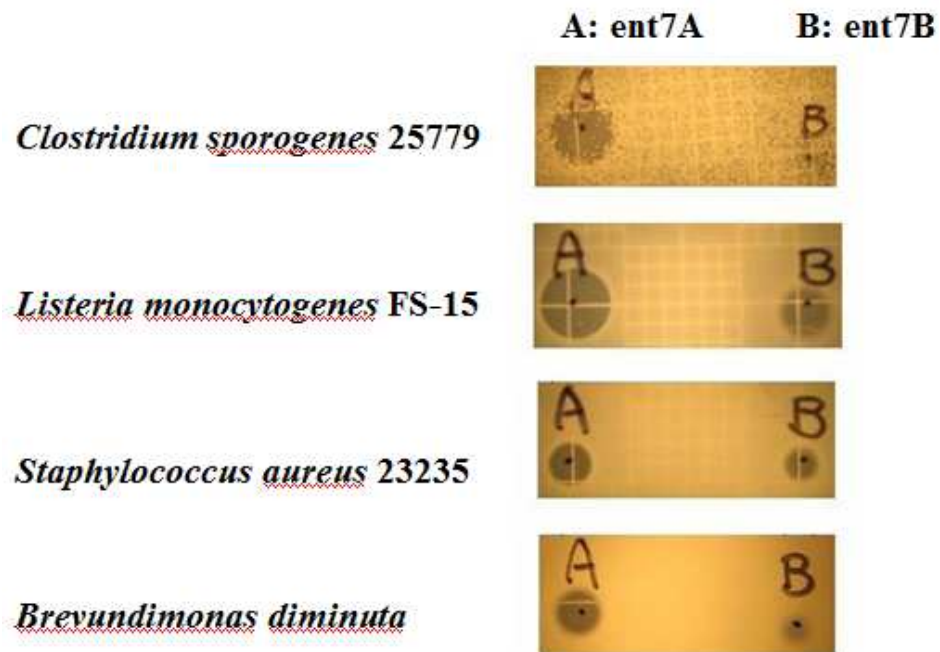 A: ent7A B: ent7B
Clostridium sporogenes 25779
B
Listeria monocytogenes FS-15
A B
Staphylococcus aureus 23235
A B
Brevundimonas diminuta
A B